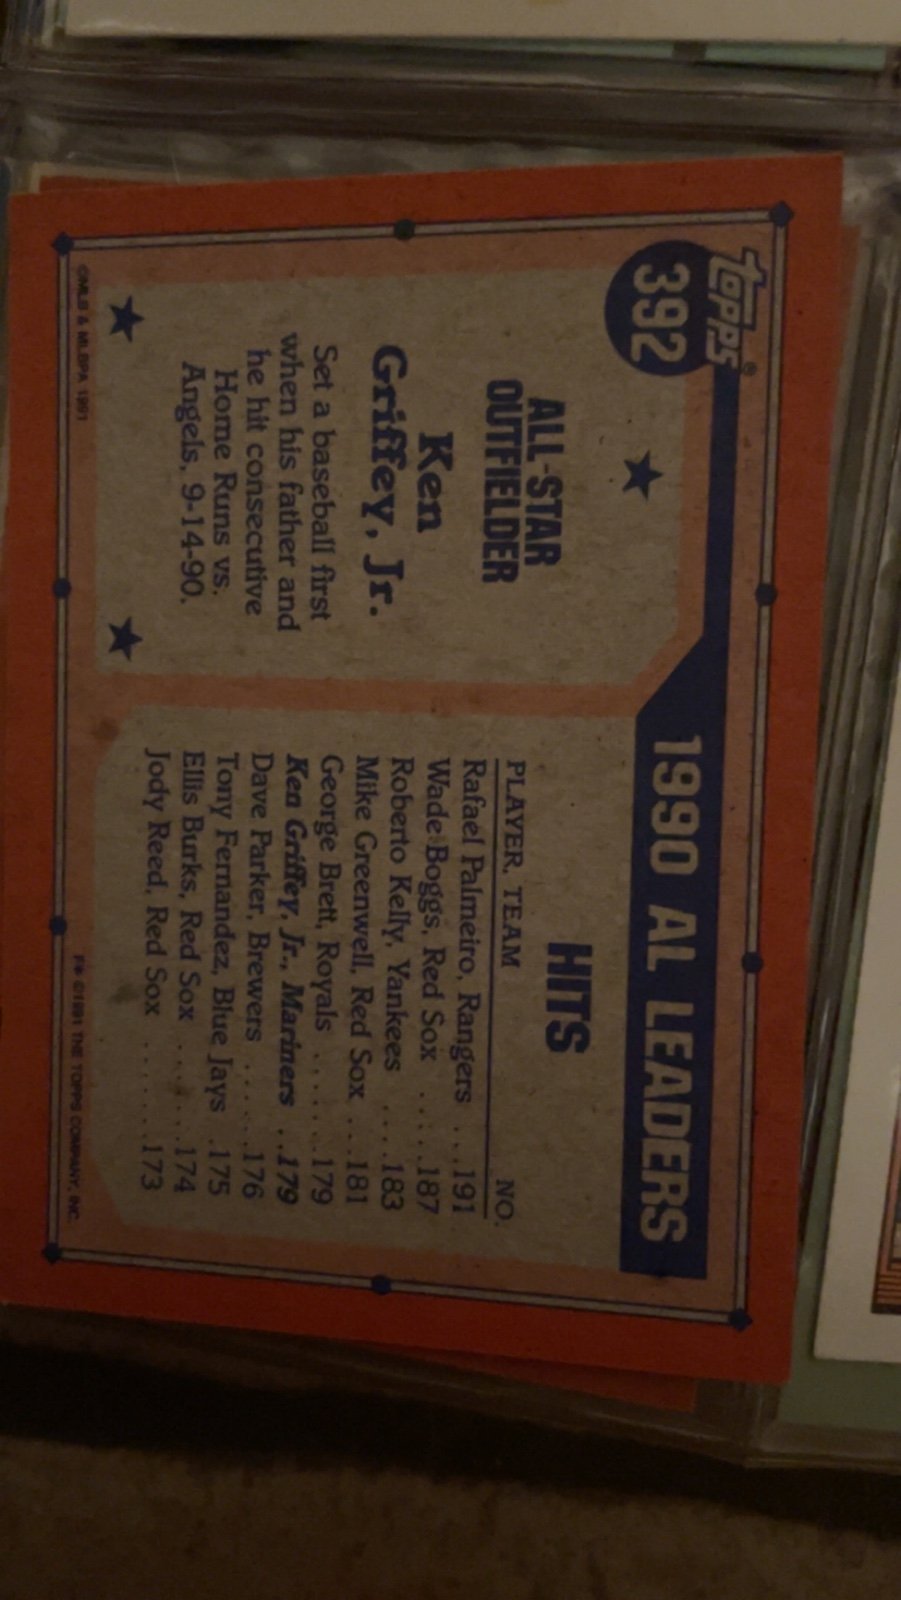 topps®
392
1990 AL LEADERS
ALL-STAR
OUTFIELDER
Ken
Griffey, Jr.
Set a baseball first
when his father and
he hit consecutive
Home Runs vs.
Angels, 9-14-90.
HITS
PLAYER, TEAM NO.
Rafael Palmeiro, Rangers ...191
Wade Boggs, Red Sox .....187
Roberto Kelly, Yankees ....183
Mike Greenwell, Red Sox ...181
George Brett, Royals ......179
Ken Griffey, Jr., Mariners ..179
Dave Parker, Brewers .....176
Tony Fernandez, Blue Jays .175
Ellis Burks, Red Sox ......174
Jody Reed, Red Sox .......173
©MLB & MLBPA 1991
F* ©1991 THE TOPPS COMPANY, INC.